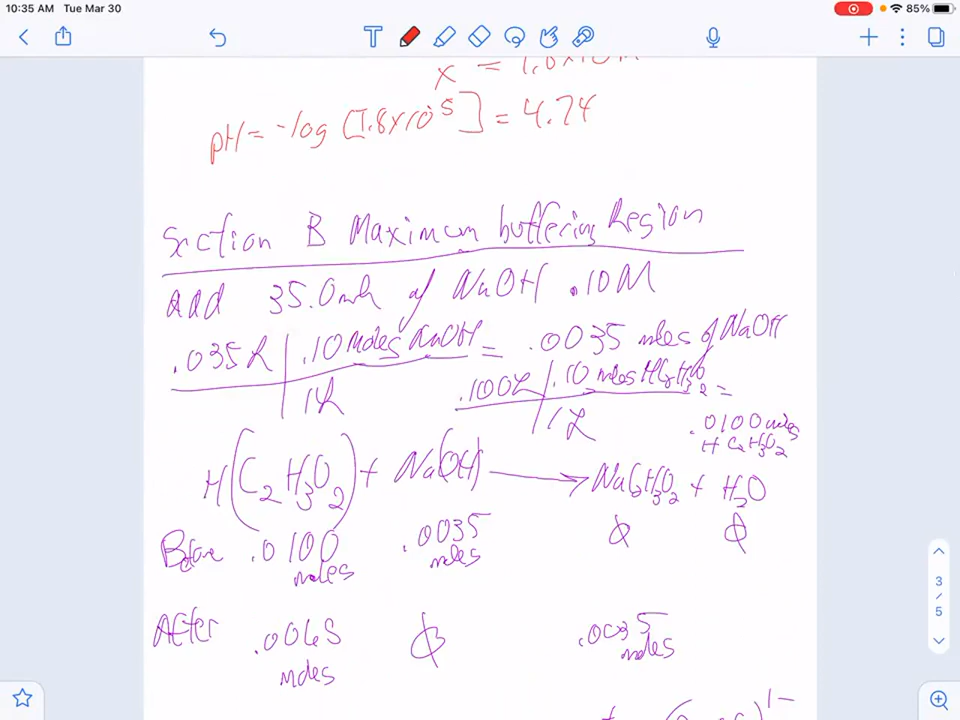 10:35 AM Tue Mar 30
85%
x = 1.8x10
pH = -log [1.8x10^-5] = 4.74
Section B Maximum buffering Region
Add 35.0mL of NaOH .10M
.035L | .10 moles NaOH = .0035 moles of NaOH
1L
.100L | .10 moles HC2H3O2 =
1L
.0100 moles
HC2H3O2
H(C2H3O2) + Na(OH) → NaC2H3O2 + H2O
Before .0100 moles .0035 moles ϕ ϕ
After .0065 moles ϕ .0035 moles
3
/
5